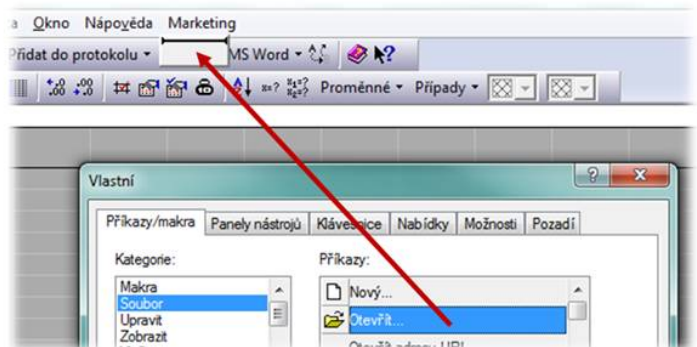 Okno Nápověda Marketing
Přidat do protokolu MS Word
Proměnné Případy
Vlastní
Příkazy/makra Panely nástrojů Klávesnice Nabídky Možnosti Pozadí
Kategorie: Příkazy:
Makra Nový...
Soubor Otevřít...
Upravit
Zobrazit